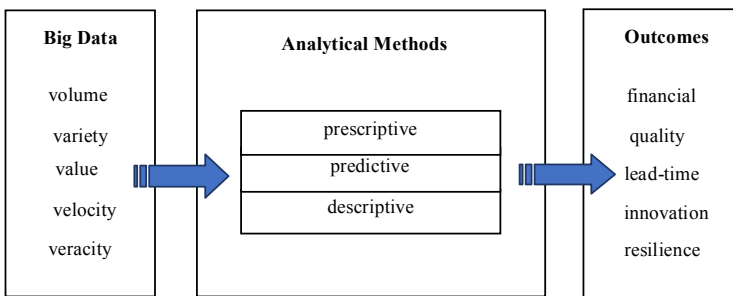 Big Data
volume
variety
value
velocity
veracity
Analytical Methods
prescriptive
predictive
descriptive
Outcomes
financial
quality
lead-time
innovation
resilience